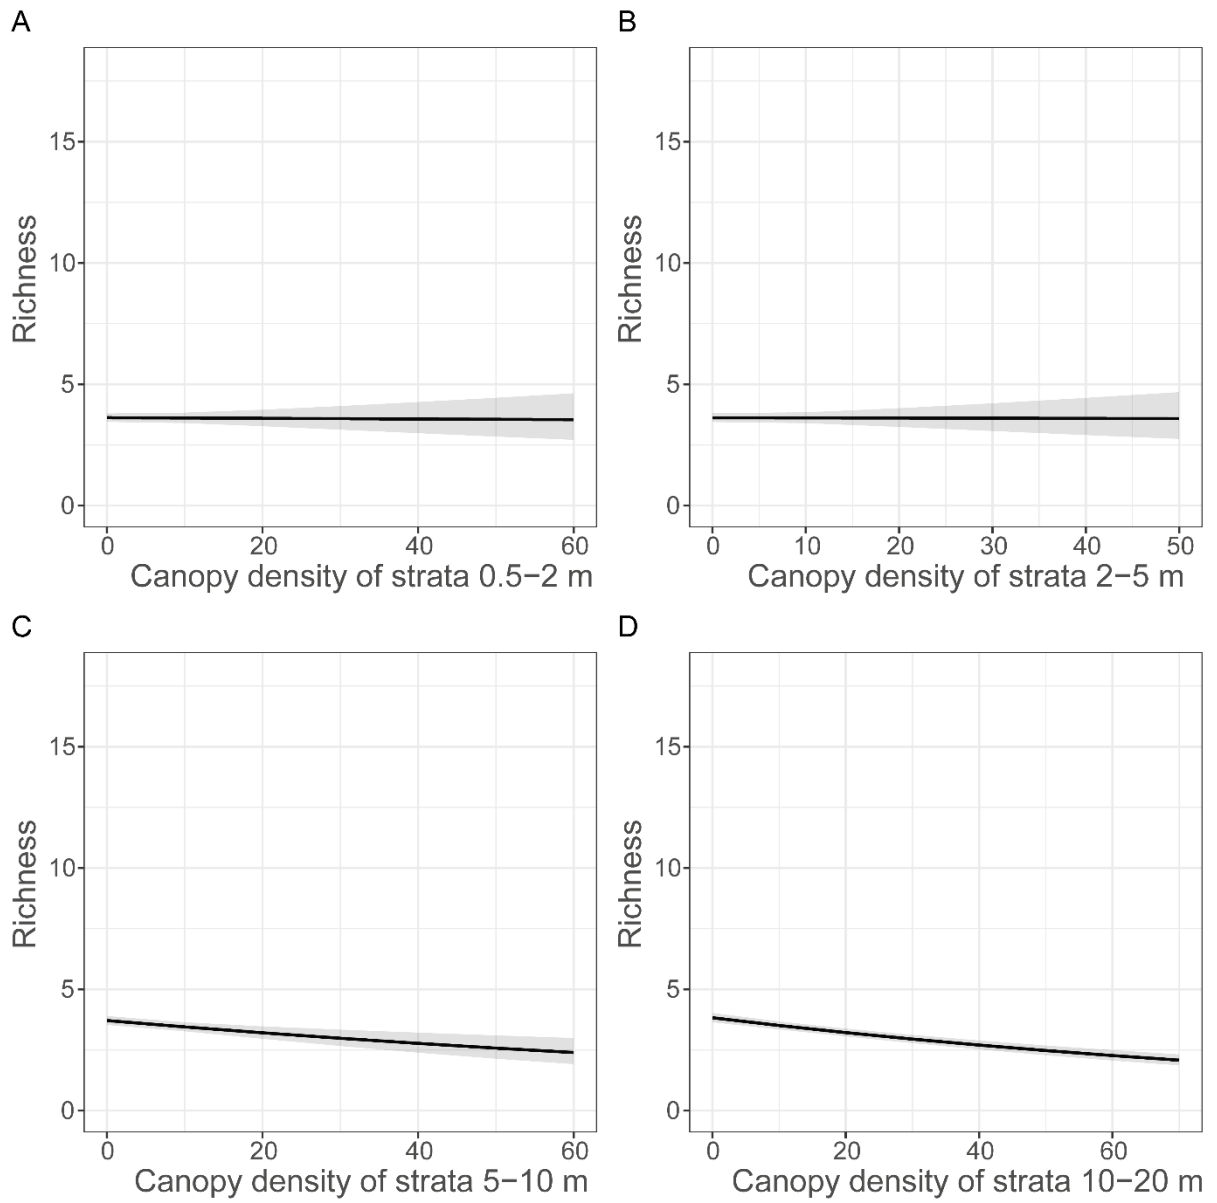 A
Richness
15
10
5
0
0 20 40 60
Canopy density of strata 0.5−2 m
B
Richness
15
10
5
0
0 10 20 30 40 50
Canopy density of strata 2−5 m
C
Richness
15
10
5
0
0 20 40 60
Canopy density of strata 5−10 m
D
Richness
15
10
5
0
0 20 40 60
Canopy density of strata 10−20 m